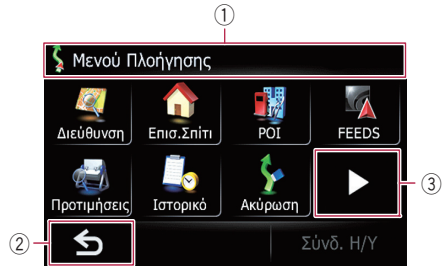 ①
Μενού Πλοήγησης
Διεύθυνση Επισ.Σπίτι POI FEEDS
Προτιμήσεις Ιστορικό Ακύρωση ③
② Σύνδ. Η/Υ